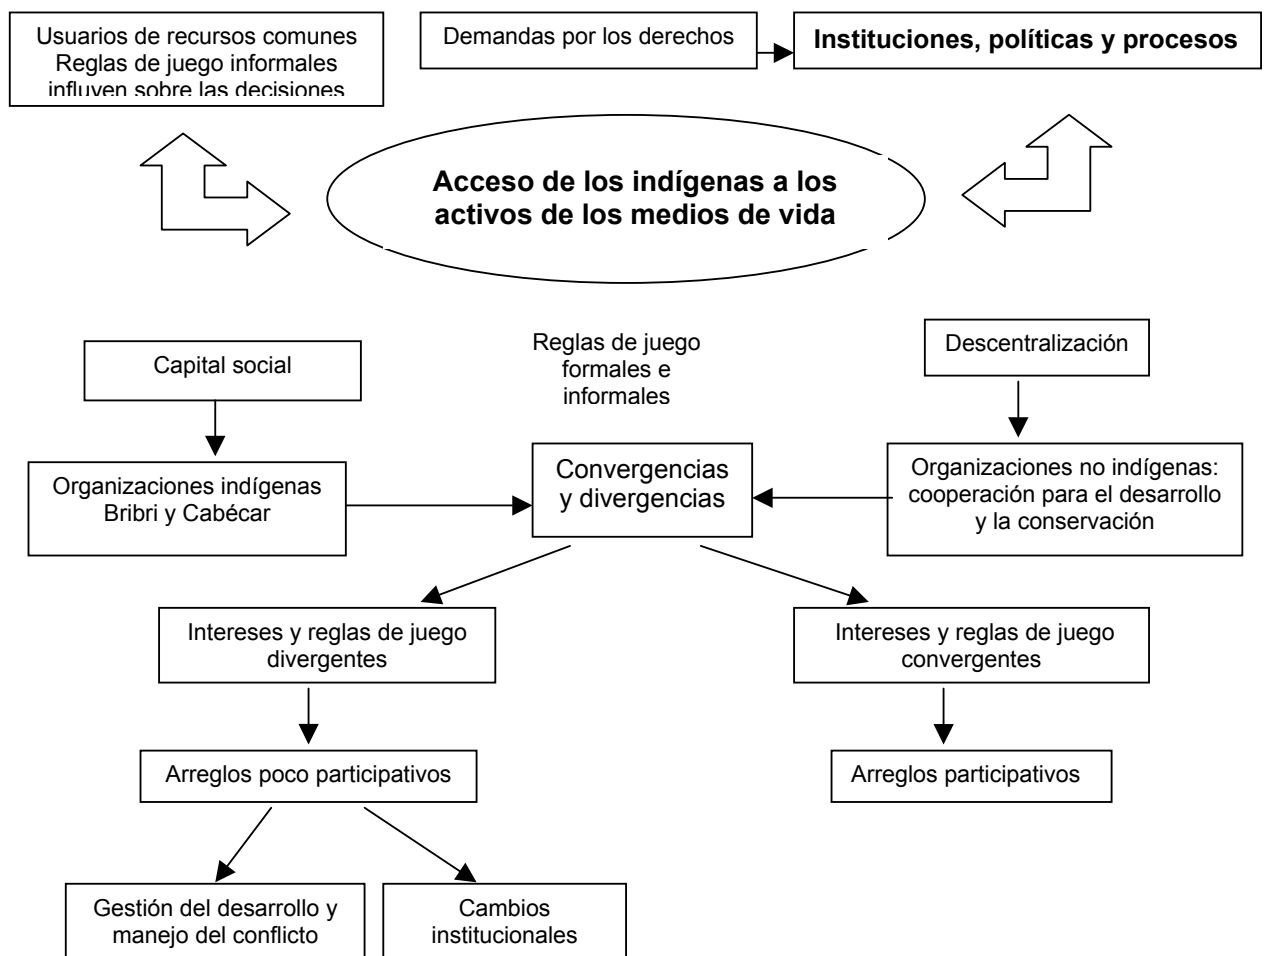 Usuarios de recursos comunes
Reglas de juego informales
influyen sobre las decisiones
Demandas por los derechos
Instituciones, políticas y procesos
Acceso de los indígenas a los
activos de los medios de vida
Reglas de juego
formales e
informales
Capital social
Descentralización
Organizaciones indígenas
Bribri y Cabécar
Convergencias
y divergencias
Organizaciones no indígenas:
cooperación para el desarrollo
y la conservación
Intereses y reglas de juego
divergentes
Intereses y reglas de juego
convergentes
Arreglos poco participativos
Arreglos participativos
Gestión del desarrollo y
manejo del conflicto
Cambios
institucionales